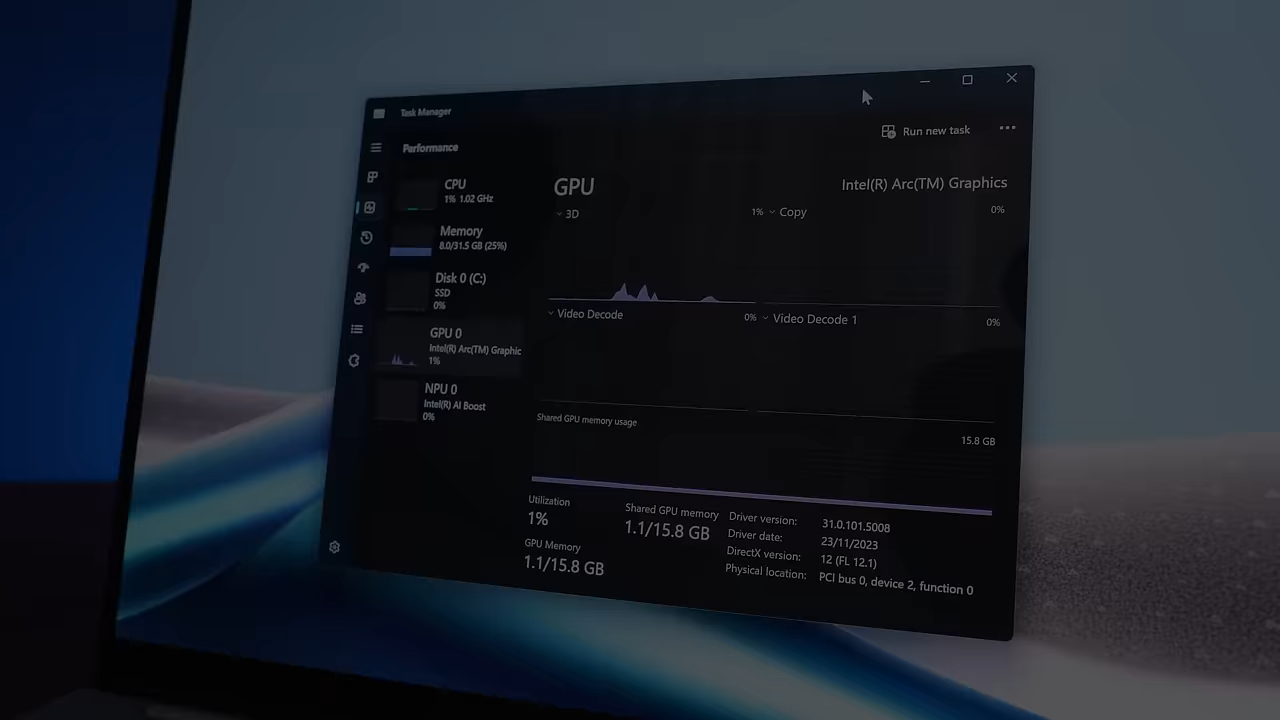 Task Manager
Run new task
Performance
CPU
1% 1.02 GHz
Memory
8.0/31.5 GB (25%)
Disk 0 (C:)
SSD
0%
GPU 0
Intel(R) Arc(TM) Graphic
1%
NPU 0
Intel(R) AI Boost
0%
GPU
Intel(R) Arc(TM) Graphics
3D 1%
Copy 0%
Video Decode 0%
Video Decode 1 0%
Shared GPU memory usage
15.8 GB
Utilization
1%
Shared GPU memory
1.1/15.8 GB
GPU Memory
1.1/15.8 GB
Driver version: 31.0.101.5008
Driver date: 23/11/2023
DirectX version: 12 (FL 12.1)
Physical location: PCI bus 0, device 2, function 0